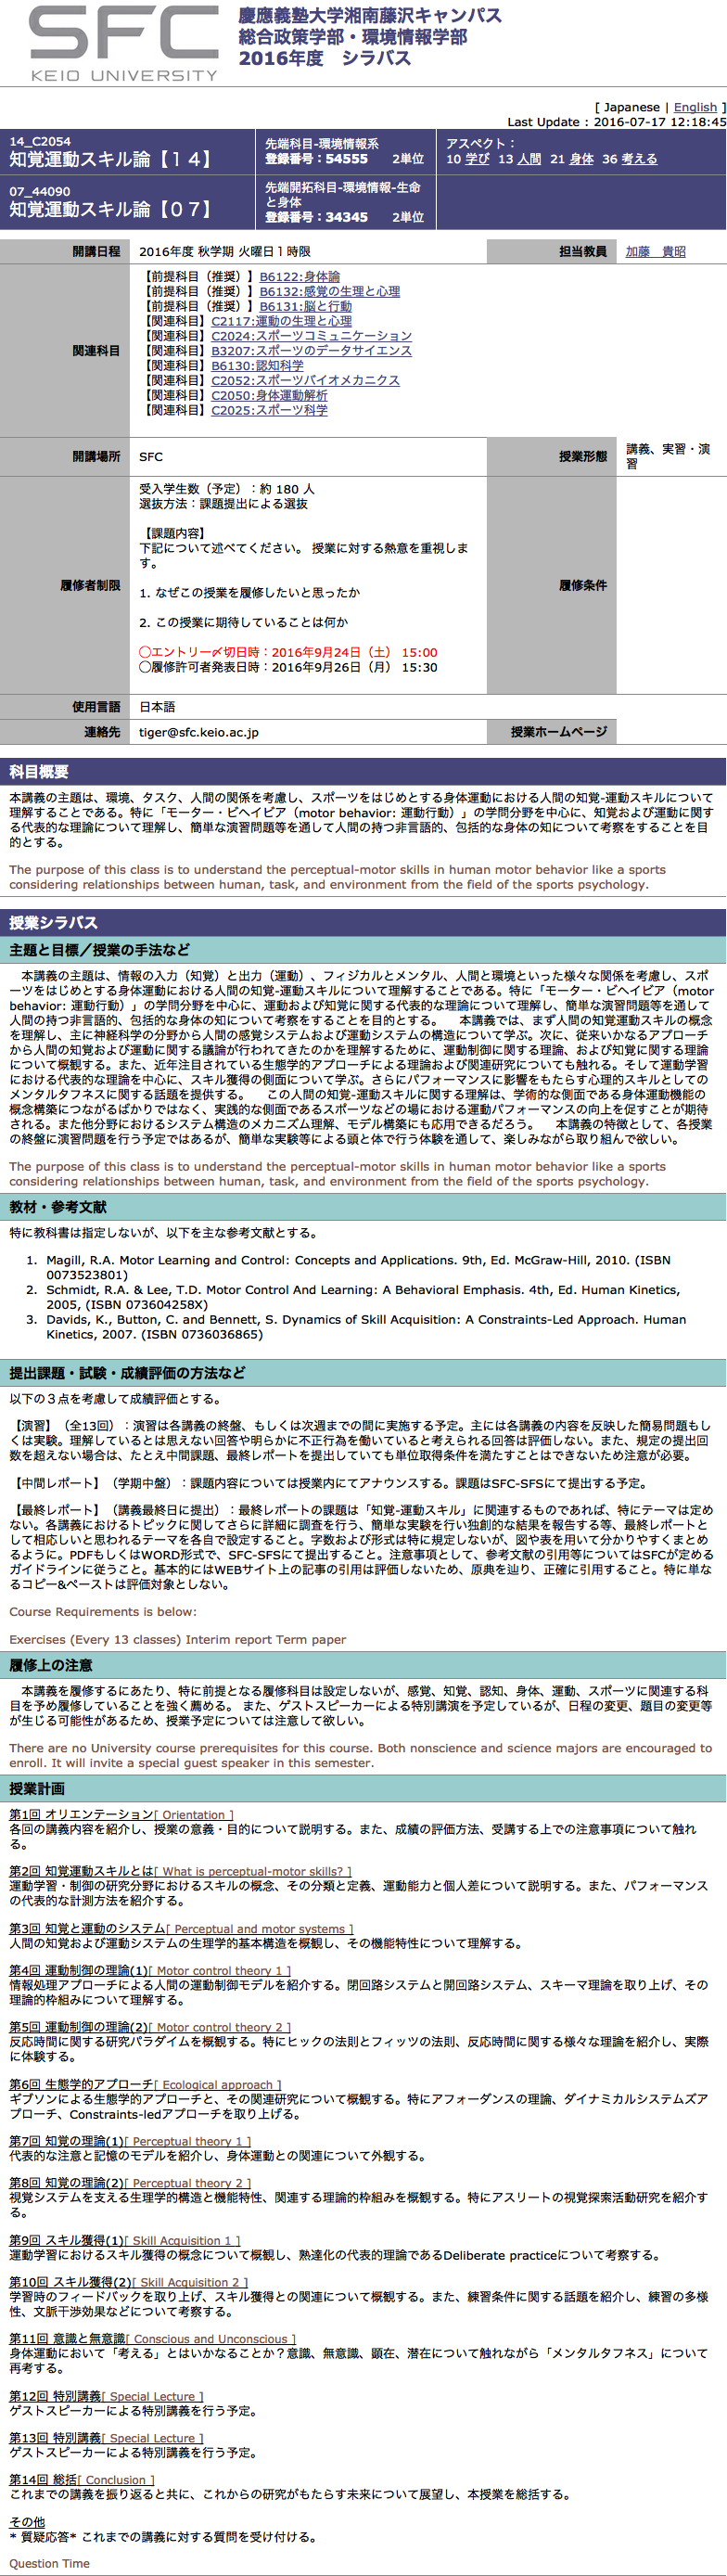 SFC
KEIO UNIVERSITY
慶應義塾大学湘南藤沢キャンパス
総合政策学部・環境情報学部
2016年度 シラバス
[ Japanese | English ]
Last Update : 2016-07-17 12:18:45
14_C2054
知覚運動スキル論【１４】
先端科目-環境情報系
登録番号：54555 2単位
アスペクト：
10 学び 13 人間 21 身体 36 考える
07_44090
知覚運動スキル論【０７】
先端開拓科目-環境情報-生命
と身体
登録番号：34345 2単位
開講日程
2016年度 秋学期 火曜日１時限
担当教員
加藤 貴昭
関連科目
【前提科目（推奨）】B6122:身体論
【前提科目（推奨）】B6132:感覚の生理と心理
【前提科目（推奨）】B6131:脳と行動
【関連科目】C2117:運動の生理と心理
【関連科目】C2024:スポーツコミュニケーション
【関連科目】B3207:スポーツのデータサイエンス
【関連科目】B6130:認知科学
【関連科目】C2052:スポーツバイオメカニクス
【関連科目】C2050:身体運動解析
【関連科目】C2025:スポーツ科学
開講場所
SFC
授業形態
講義、実習・演
習
履修者制限
受入学生数（予定）：約 180 人
選抜方法：課題提出による選抜
【課題内容】
下記について述べてください。 授業に対する熱意を重視しま
す。
1. なぜこの授業を履修したいと思ったか
2. この授業に期待していることは何か
◯エントリー〆切日時：2016年9月24日（土） 15:00
◯履修許可者発表日時：2016年9月26日（月） 15:30
履修条件
使用言語
日本語
連絡先
tiger@sfc.keio.ac.jp
授業ホームページ
科目概要
本講義の主題は、環境、タスク、人間の関係を考慮し、スポーツをはじめとする身体運動における人間の知覚-運動スキルについて
理解することである。特に「モーター・ビヘイビア（motor behavior: 運動行動）」の学問分野を中心に、知覚および運動に関す
る代表的な理論について理解し、簡単な演習問題等を通して人間の持つ非言語的、包括的な身体の知について考察をすることを目
的とする。
The purpose of this class is to understand the perceptual-motor skills in human motor behavior like a sports
considering relationships between human, task, and environment from the field of the sports psychology.
授業シラバス
主題と目標／授業の手法など
本講義の主題は、情報の入力（知覚）と出力（運動）、フィジカルとメンタル、人間と環境といった様々な関係を考慮し、スポ
ーツをはじめとする身体運動における人間の知覚-運動スキルについて理解することである。特に「モーター・ビヘイビア（motor
behavior: 運動行動）」の学問分野を中心に、運動および知覚に関する代表的な理論について理解し、簡単な演習問題等を通して
人間の持つ非言語的、包括的な身体の知について考察をすることを目的とする。 本講義では、まず人間の知覚運動スキルの概念
を理解し、主に神経科学の分野から人間の感覚システムおよび運動システムの構造について学ぶ。次に、従来いかなるアプローチ
から人間の知覚および運動に関する議論が行われてきたのかを理解するために、運動制御に関する理論、および知覚に関する理論
について概観する。また、近年注目されている生態学的アプローチによる理論および関連研究についても触れる。そして運動学習
における代表的な理論を中心に、スキル獲得の側面について学ぶ。さらにパフォーマンスに影響をもたらす心理的スキルとしての
メンタルタフネスに関する話題を提供する。 この人間の知覚-運動スキルに関する理解は、学術的な側面である身体運動機能の
概念構築につながるばかりではなく、実践的な側面であるスポーツなどの場における運動パフォーマンスの向上を促すことが期待
される。また他分野におけるシステム構造のメカニズム理解、モデル構築にも応用できるだろう。 本講義の特徴として、各授業
の終盤に演習問題を行う予定ではあるが、簡単な実験等による頭と体で行う体験を通して、楽しみながら取り組んで欲しい。
The purpose of this class is to understand the perceptual-motor skills in human motor behavior like a sports
considering relationships between human, task, and environment from the field of the sports psychology.
教材・参考文献
特に教科書は指定しないが、以下を主な参考文献とする。
1. Magill, R.A. Motor Learning and Control: Concepts and Applications. 9th, Ed. McGraw-Hill, 2010. (ISBN
0073523801)
2. Schmidt, R.A. & Lee, T.D. Motor Control And Learning: A Behavioral Emphasis. 4th, Ed. Human Kinetics,
2005, (ISBN 073604258X)
3. Davids, K., Button, C. and Bennett, S. Dynamics of Skill Acquisition: A Constraints-Led Approach. Human
Kinetics, 2007. (ISBN 0736036865)
提出課題・試験・成績評価の方法など
以下の３点を考慮して成績評価とする。
【演習】（全13回）：演習は各講義の終盤、もしくは次週までの間に実施する予定。主には各講義の内容を反映した簡易問題もし
くは実験。理解しているとは思えない回答や明らかに不正行為を働いていると考えられる回答は評価しない。また、規定の提出回
数を超えない場合は、たとえ中間課題、最終レポートを提出していても単位取得条件を満たすことはできないため注意が必要。
【中間レポート】（学期中盤）：課題内容については授業内にてアナウンスする。課題はSFC-SFSにて提出する予定。
【最終レポート】（講義最終日に提出）：最終レポートの課題は「知覚-運動スキル」に関連するものであれば、特にテーマは定め
ない。各講義におけるトピックに関してさらに詳細に調査を行う、簡単な実験を行い独創的な結果を報告する等、最終レポートと
して相応しいと思われるテーマを各自で設定すること。字数および形式は特に規定しないが、図や表を用いて分かりやすくまとめ
るように。PDFもしくはWORD形式で、SFC-SFSにて提出すること。注意事項として、参考文献の引用等についてはSFCが定める
ガイドラインに従うこと。基本的にはWEBサイト上の記事の引用は評価しないため、原典を辿り、正確に引用すること。特に単な
るコピー&ペーストは評価対象としない。
Course Requirements is below:
Exercises (Every 13 classes) Interim report Term paper
履修上の注意
本講義を履修するにあたり、特に前提となる履修科目は設定しないが、感覚、知覚、認知、身体、運動、スポーツに関連する科
目を予め履修していることを強く薦める。 また、ゲストスピーカーによる特別講演を予定しているが、日程の変更、題目の変更等
が生じる可能性があるため、授業予定については注意して欲しい。
There are no University course prerequisites for this course. Both nonscience and science majors are encouraged to
enroll. It will invite a special guest speaker in this semester.
授業計画
第1回 オリエンテーション[ Orientation ]
各回の講義内容を紹介し、授業の意義・目的について説明する。また、成績の評価方法、受講する上での注意事項について触れ
る。
第2回 知覚運動スキルとは[ What is perceptual-motor skills? ]
運動学習・制御の研究分野におけるスキルの概念、その分類と定義、運動能力と個人差について説明する。また、パフォーマンス
の代表的な計測方法を紹介する。
第3回 知覚と運動のシステム[ Perceptual and motor systems ]
人間の知覚および運動システムの生理学的基本構造を概観し、その機能特性について理解する。
第4回 運動制御の理論(1)[ Motor control theory 1 ]
情報処理アプローチによる人間の運動制御モデルを紹介する。閉回路システムと開回路システム、スキーマ理論を取り上げ、その
理論的枠組みについて理解する。
第5回 運動制御の理論(2)[ Motor control theory 2 ]
反応時間に関する研究パラダイムを概観する。特にヒックの法則とフィッツの法則、反応時間に関する様々な理論を紹介し、実際
に体験する。
第6回 生態学的アプローチ[ Ecological approach ]
ギブソンによる生態学的アプローチと、その関連研究について概観する。特にアフォーダンスの理論、ダイナミカルシステムズア
プローチ、Constraints-ledアプローチを取り上げる。
第7回 知覚の理論(1)[ Perceptual theory 1 ]
代表的な注意と記憶のモデルを紹介し、身体運動との関連について外観する。
第8回 知覚の理論(2)[ Perceptual theory 2 ]
視覚システムを支える生理学的構造と機能特性、関連する理論的枠組みを概観する。特にアスリートの視覚探索活動研究を紹介す
る。
第9回 スキル獲得(1)[ Skill Acquisition 1 ]
運動学習におけるスキル獲得の概念について概観し、熟達化の代表的理論であるDeliberate practiceについて考察する。
第10回 スキル獲得(2)[ Skill Acquisition 2 ]
学習時のフィードバックを取り上げ、スキル獲得との関連について概観する。また、練習条件に関する話題を紹介し、練習の多様
性、文脈干渉効果などについて考察する。
第11回 意識と無意識[ Conscious and Unconscious ]
身体運動において「考える」とはいかなることか？意識、無意識、顕在、潜在について触れながら「メンタルタフネス」について
再考する。
第12回 特別講義[ Special Lecture ]
ゲストスピーカーによる特別講義を行う予定。
第13回 特別講義[ Special Lecture ]
ゲストスピーカーによる特別講義を行う予定。
第14回 総括[ Conclusion ]
これまでの講義を振り返ると共に、これからの研究がもたらす未来について展望し、本授業を総括する。
その他
* 質疑応答* これまでの講義に対する質問を受け付ける。
Question Time